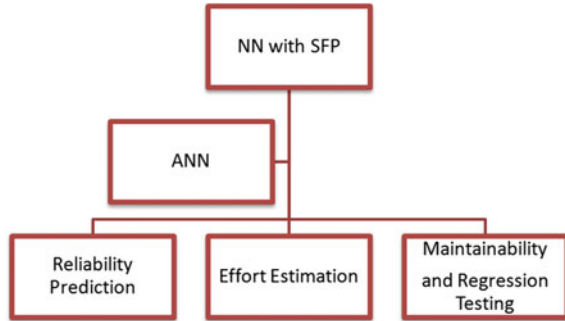 NN with SFP
ANN
Reliability
Prediction
Effort Estimation
Maintainability
and Regression
Testing